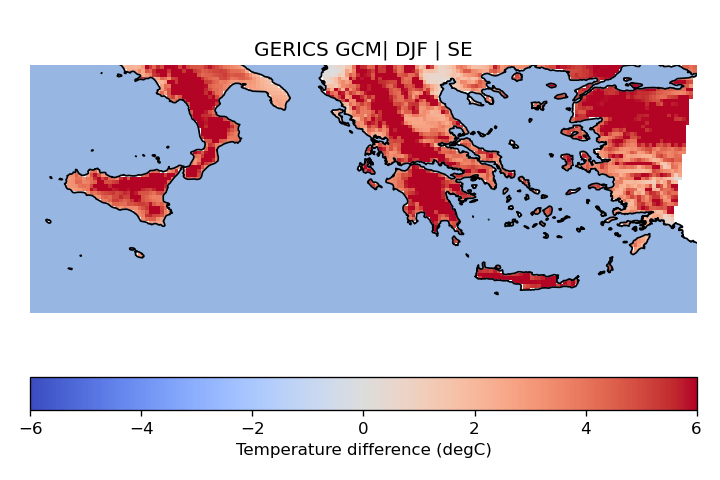 GERICS GCM| DJF | SE
−6 −4 −2 0 2 4 6
Temperature difference (degC)